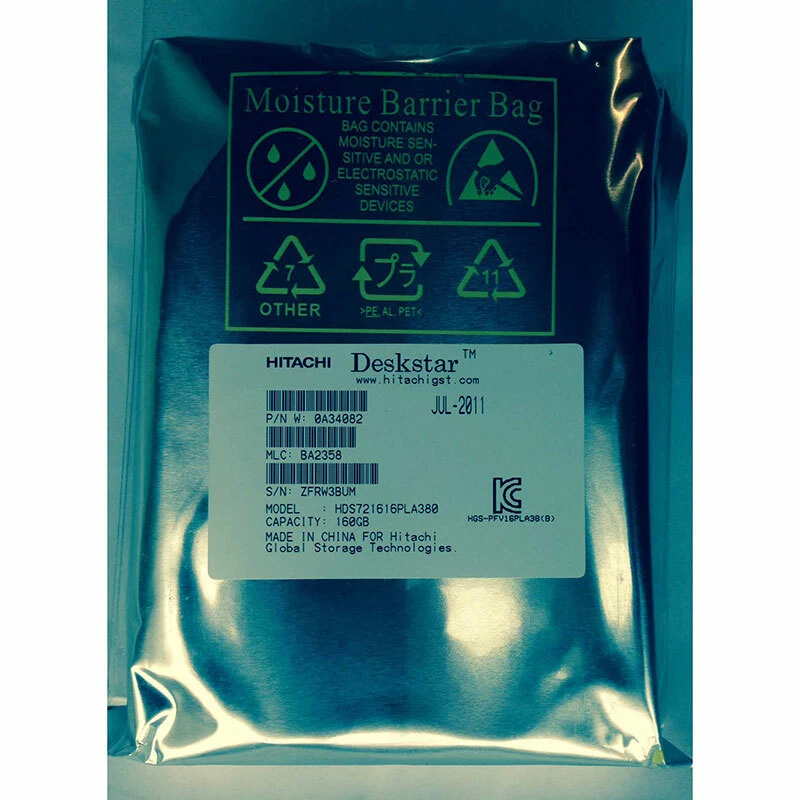 Moisture Barrier Bag
BAG CONTAINS
MOISTURE SEN-
SITIVE AND OR
ELECTROSTATIC
SENSITIVE
DEVICES
7
プラ
11
OTHER
>PE, AL, PET<
HITACHI Deskstar™
www.hitachigst.com
JUL-2011
P/N W: 0A34082
MLC: BA2358
S/N: ZFRW3BUM
MODEL : HDS721616PLA380
CAPACITY: 160GB
HGS-PFV16PLA38(B)
MADE IN CHINA FOR Hitachi
Global Storage Technologies.